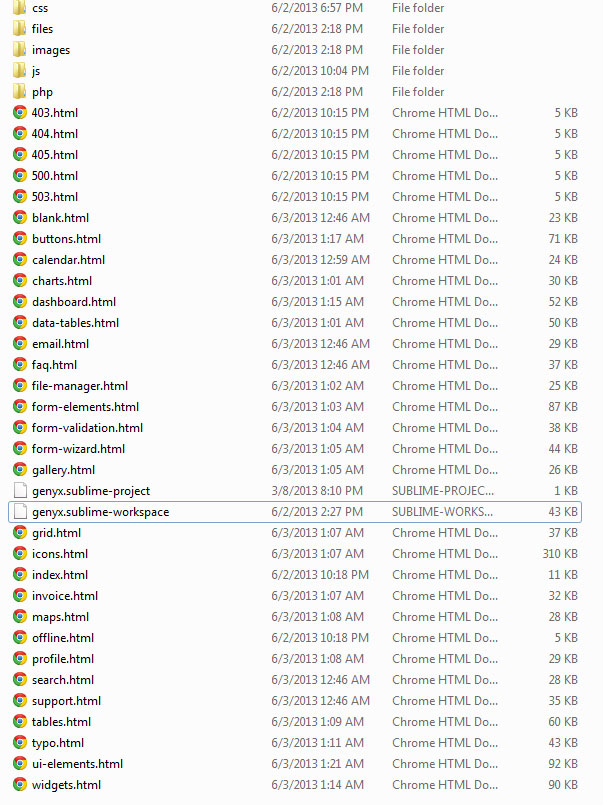 css 6/2/2013 6:57 PM File folder
files 6/2/2013 2:18 PM File folder
images 6/2/2013 2:18 PM File folder
js 6/2/2013 10:04 PM File folder
php 6/2/2013 2:18 PM File folder
403.html 6/2/2013 10:15 PM Chrome HTML Do... 5 KB
404.html 6/2/2013 10:15 PM Chrome HTML Do... 5 KB
405.html 6/2/2013 10:15 PM Chrome HTML Do... 5 KB
500.html 6/2/2013 10:15 PM Chrome HTML Do... 5 KB
503.html 6/2/2013 10:15 PM Chrome HTML Do... 5 KB
blank.html 6/3/2013 12:46 AM Chrome HTML Do... 23 KB
buttons.html 6/3/2013 1:17 AM Chrome HTML Do... 71 KB
calendar.html 6/3/2013 12:59 AM Chrome HTML Do... 24 KB
charts.html 6/3/2013 1:01 AM Chrome HTML Do... 30 KB
dashboard.html 6/3/2013 1:15 AM Chrome HTML Do... 52 KB
data-tables.html 6/3/2013 1:01 AM Chrome HTML Do... 50 KB
email.html 6/3/2013 12:46 AM Chrome HTML Do... 29 KB
faq.html 6/3/2013 12:46 AM Chrome HTML Do... 37 KB
file-manager.html 6/3/2013 1:02 AM Chrome HTML Do... 25 KB
form-elements.html 6/3/2013 1:03 AM Chrome HTML Do... 87 KB
form-validation.html 6/3/2013 1:04 AM Chrome HTML Do... 38 KB
form-wizard.html 6/3/2013 1:05 AM Chrome HTML Do... 44 KB
gallery.html 6/3/2013 1:05 AM Chrome HTML Do... 26 KB
genyx.sublime-project 3/8/2013 8:10 PM SUBLIME-PROJEC... 1 KB
genyx.sublime-workspace 6/2/2013 2:27 PM SUBLIME-WORKS... 43 KB
grid.html 6/3/2013 1:07 AM Chrome HTML Do... 37 KB
icons.html 6/3/2013 1:07 AM Chrome HTML Do... 310 KB
index.html 6/2/2013 10:18 PM Chrome HTML Do... 11 KB
invoice.html 6/3/2013 1:07 AM Chrome HTML Do... 32 KB
maps.html 6/3/2013 1:08 AM Chrome HTML Do... 28 KB
offline.html 6/2/2013 10:18 PM Chrome HTML Do... 5 KB
profile.html 6/3/2013 1:08 AM Chrome HTML Do... 29 KB
search.html 6/3/2013 12:46 AM Chrome HTML Do... 28 KB
support.html 6/3/2013 12:46 AM Chrome HTML Do... 35 KB
tables.html 6/3/2013 1:09 AM Chrome HTML Do... 60 KB
typo.html 6/3/2013 1:11 AM Chrome HTML Do... 43 KB
ui-elements.html 6/3/2013 1:21 AM Chrome HTML Do... 92 KB
widgets.html 6/3/2013 1:14 AM Chrome HTML Do... 90 KB